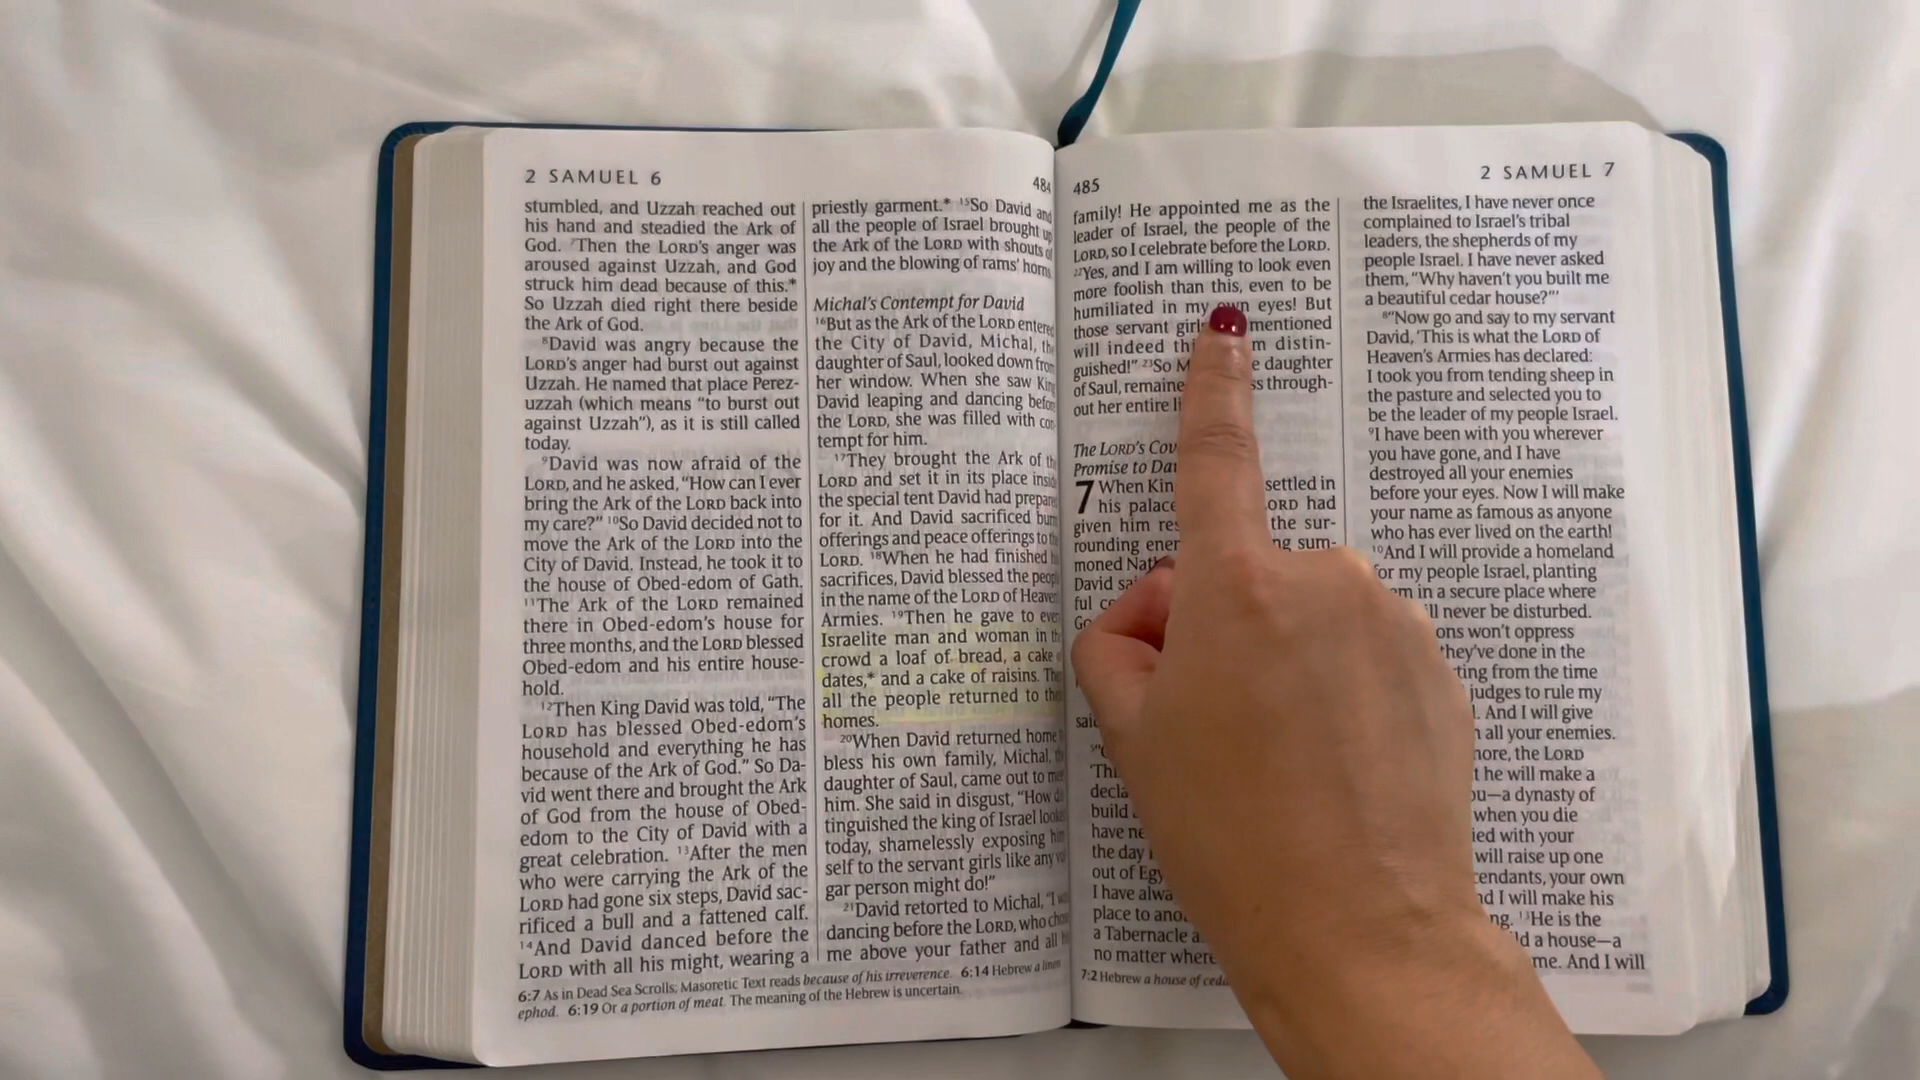 2 SAMUEL 6
484
stumbled, and Uzzah reached out
his hand and steadied the Ark of
God. ⁷Then the LORD's anger was
aroused against Uzzah, and God
struck him dead because of this.*
So Uzzah died right there beside
the Ark of God.
⁸David was angry because the
LORD's anger had burst out against
Uzzah. He named that place Perez-
uzzah (which means “to burst out
against Uzzah”), as it is still called
today.
⁹David was now afraid of the
LORD, and he asked, “How can I ever
bring the Ark of the LORD back into
my care?” ¹⁰So David decided not to
move the Ark of the LORD into the
City of David. Instead, he took it to
the house of Obed-edom of Gath.
¹¹The Ark of the LORD remained
there in Obed-edom's house for
three months, and the LORD blessed
Obed-edom and his entire house-
hold.
¹²Then King David was told, “The
LORD has blessed Obed-edom's
household and everything he has
because of the Ark of God.” So Da-
vid went there and brought the Ark
of God from the house of Obed-
edom to the City of David with a
great celebration. ¹³After the men
who were carrying the Ark of the
LORD had gone six steps, David sac-
rificed a bull and a fattened calf.
¹⁴And David danced before the
LORD with all his might, wearing a
priestly garment.* ¹⁵So David and
all the people of Israel brought up
the Ark of the LORD with shouts of
joy and the blowing of rams' horns.
Michal's Contempt for David
¹⁶But as the Ark of the LORD entered
the City of David, Michal, the
daughter of Saul, looked down from
her window. When she saw King
David leaping and dancing before
the LORD, she was filled with con-
tempt for him.
¹⁷They brought the Ark of the
LORD and set it in its place inside
the special tent David had prepared
for it. And David sacrificed burnt
offerings and peace offerings to the
LORD. ¹⁸When he had finished
sacrifices, David blessed the people
in the name of the LORD of Heaven
Armies. ¹⁹Then he gave to every
Israelite man and woman in the
crowd a loaf of bread, a cake
dates,* and a cake of raisins. The
all the people returned to their
homes.
²⁰When David returned home
bless his own family, Michal,
daughter of Saul, came out to meet
him. She said in disgust, “How
tinguished the king of Israel looked
today, shamelessly exposing him-
self to the servant girls like any vul-
gar person might do!”
²¹David retorted to Michal, “I was
dancing before the LORD, who chose
me above your father and all
6:7 As in Dead Sea Scrolls; Masoretic Text reads because of his irreverence. 6:14 Hebrew a linen
ephod. 6:19 Or a portion of meat. The meaning of the Hebrew is uncertain.
485
2 SAMUEL 7
family! He appointed me as the
leader of Israel, the people of the
LORD, so I celebrate before the LORD.
²²Yes, and I am willing to look even
more foolish than this, even to be
humiliated in my own eyes! But
those servant girls mentioned
will indeed distin-
guished!” ²³So daughter
of Saul, through-
out her entire
The LORD's
Promise to
7 When settled in
his palace LORD had
given him the sur-
rounding sum-
moned
David
said
build
have
the day
out of
I have
place to
a Tabernacle
no matter where
7:2 Hebrew a house of
the Israelites, I have never once
complained to Israel's tribal
leaders, the shepherds of my
people Israel. I have never asked
them, “Why haven't you built me
a beautiful cedar house?”'
⁸“Now go and say to my servant
David, ‘This is what the LORD of
Heaven's Armies has declared:
I took you from tending sheep in
the pasture and selected you to
be the leader of my people Israel.
⁹I have been with you wherever
you have gone, and I have
destroyed all your enemies
before your eyes. Now I will make
your name as famous as anyone
who has ever lived on the earth!
¹⁰And I will provide a homeland
for my people Israel, planting
in a secure place where
never be disturbed.
won't oppress
they've done in the
from the time
judges to rule my
And I will give
all your enemies.
the LORD
he will make a
a dynasty of
when you die
with your
will raise up one
your own
I will make his
¹³He is the
a house—a
me. And I will